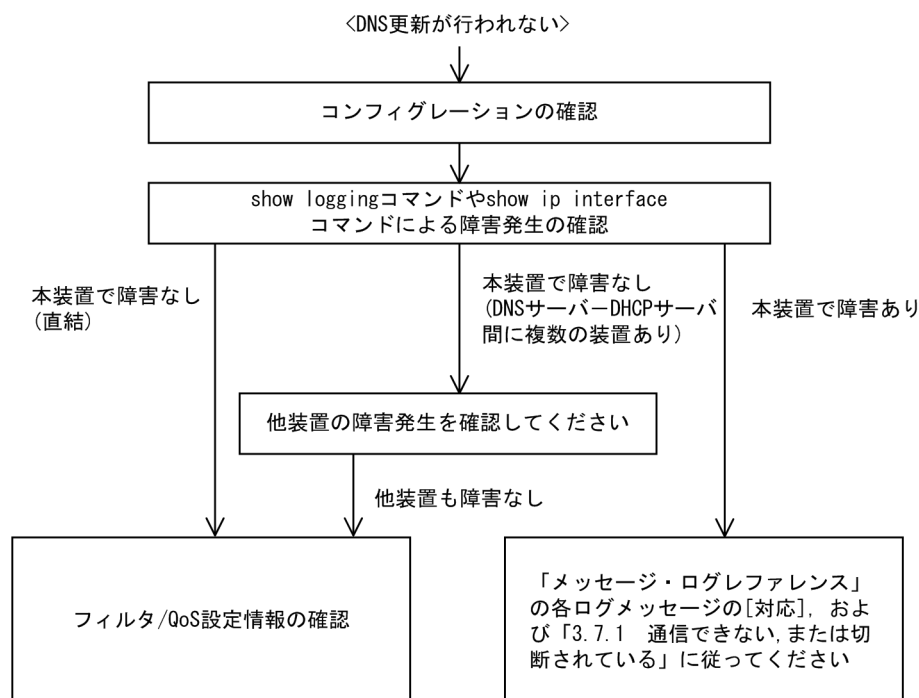 <DNS更新が行われない>
コンフィグレーションの確認
show loggingコマンドやshow ip interface
コマンドによる障害発生の確認
本装置で障害なし
(直結)
本装置で障害なし
(DNSサーバ－DHCPサーバ
間に複数の装置あり)
本装置で障害あり
他装置の障害発生を確認してください
他装置も障害なし
フィルタ/QoS設定情報の確認
「メッセージ・ログレファレンス」
の各ログメッセージの[対応], およ
び「3.7.1　通信できない,または切
断されている」に従ってください